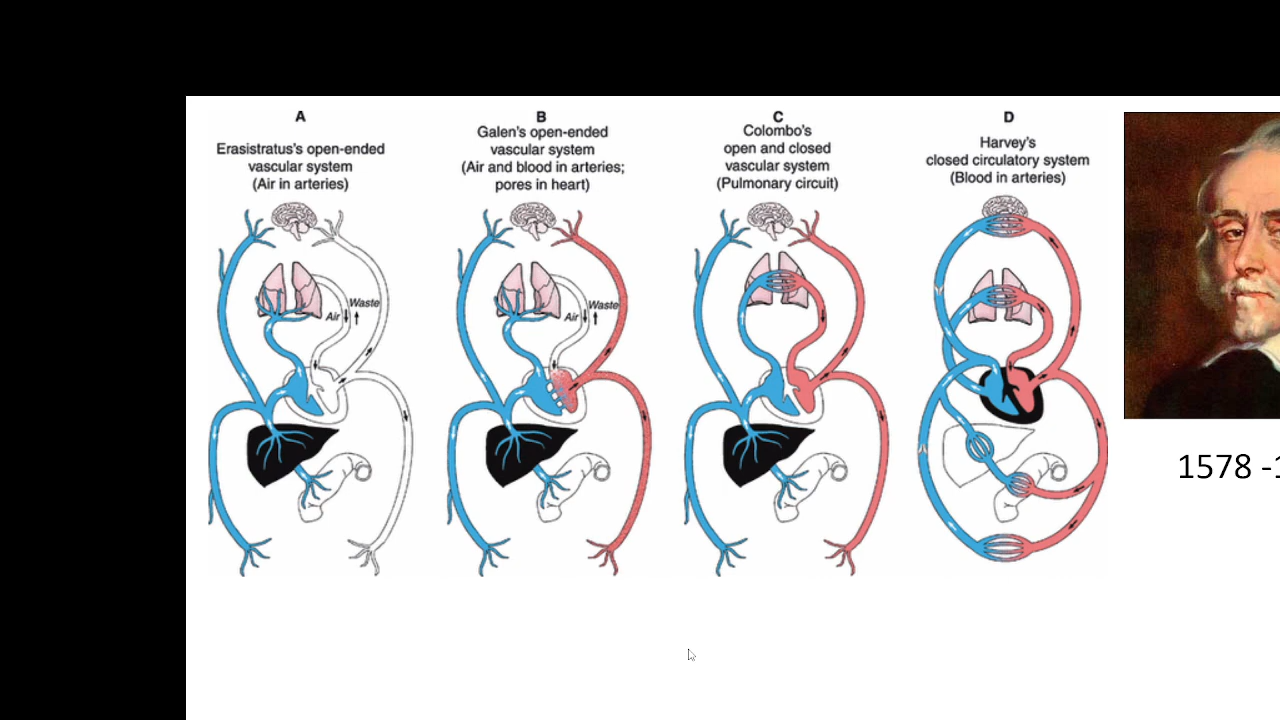 A
Erasistratus's open-ended
vascular system
(Air in arteries)
Air
Waste
B
Galen's open-ended
vascular system
(Air and blood in arteries;
pores in heart)
Air
Waste
C
Colombo's
open and closed
vascular system
(Pulmonary circuit)
D
Harvey's
closed circulatory system
(Blood in arteries)
1578 -